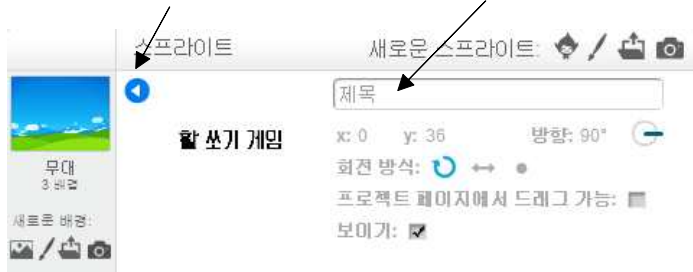 스프라이트
새로운 스프라이트:
제목
활 쏘기 게임
x: 0 y: 36 방향: 90°
회전 방식:
프로젝트 페이지에서 드래그 가능:
보이기:
무대
3 배경
새로운 배경: